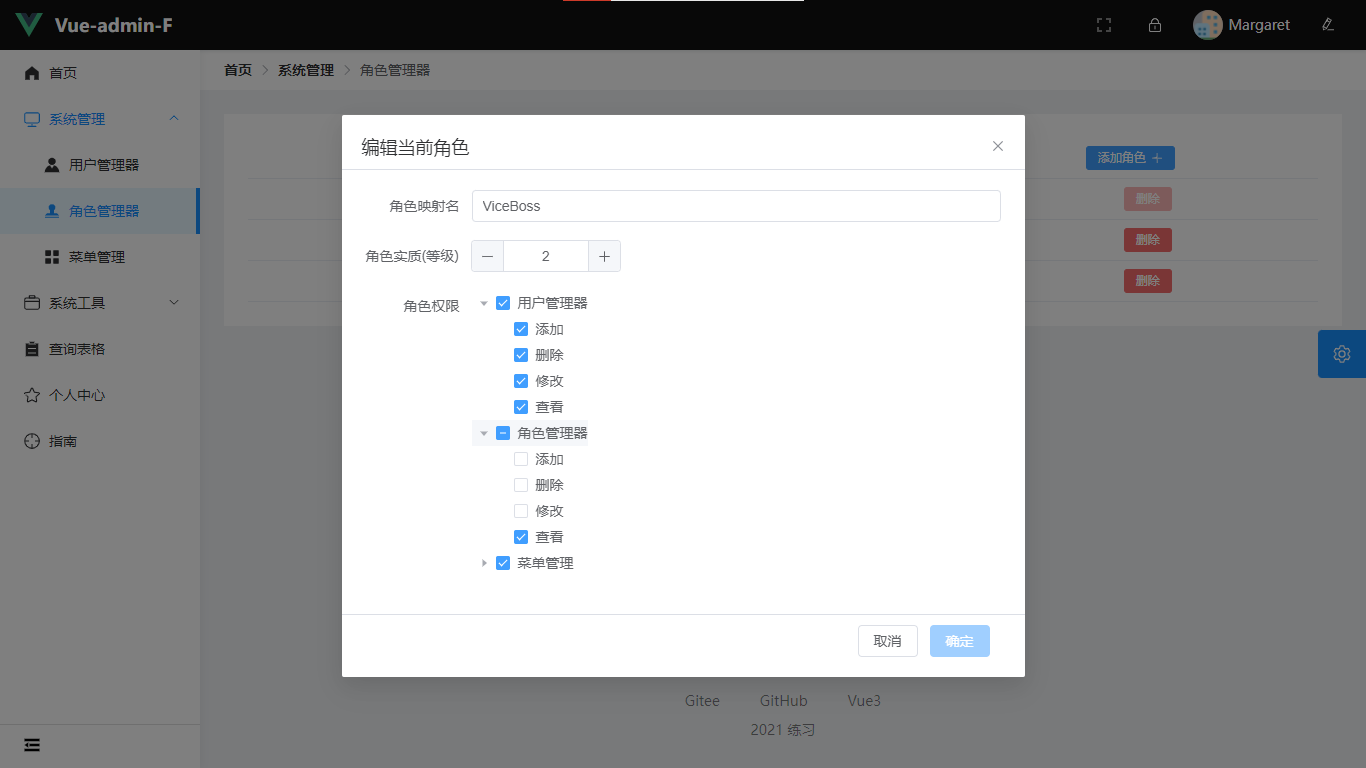 Vue-admin-F
Margaret
首页
系统管理
用户管理器
角色管理器
菜单管理
系统工具
查询表格
个人中心
指南
首页 系统管理 角色管理器
添加角色
删除
删除
删除
编辑当前角色
角色映射名 ViceBoss
角色实质(等级) 2
角色权限
用户管理器
添加
删除
修改
查看
角色管理器
添加
删除
修改
查看
菜单管理
取消 确定
Gitee GitHub Vue3
2021 练习